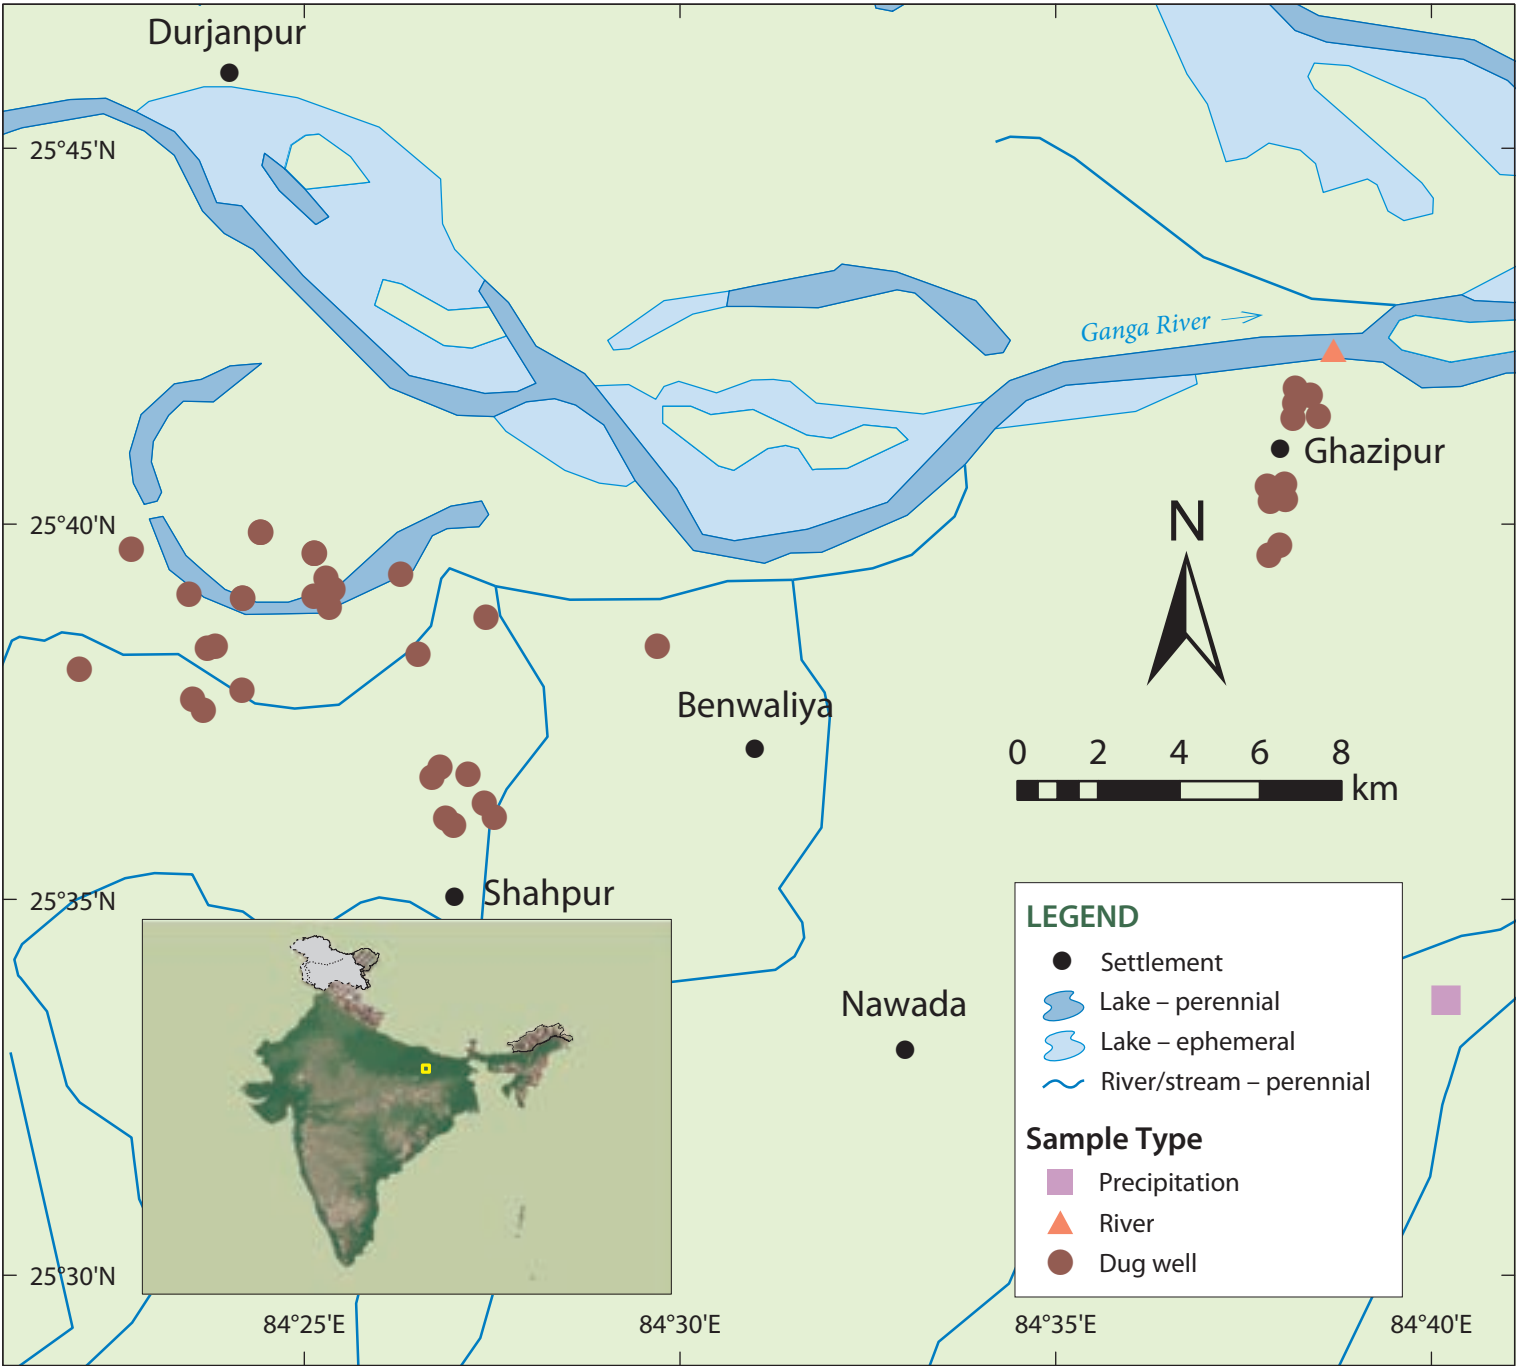 Durjanpur
25°45'N
Ganga River
Ghazipur
25°40'N
N
Benwaliya
0 2 4 6 8
km
25°35'N
Shahpur
Nawada
LEGEND
Settlement
Lake – perennial
Lake – ephemeral
River/stream – perennial
Sample Type
Precipitation
River
Dug well
25°30'N
84°25'E 84°30'E 84°35'E 84°40'E